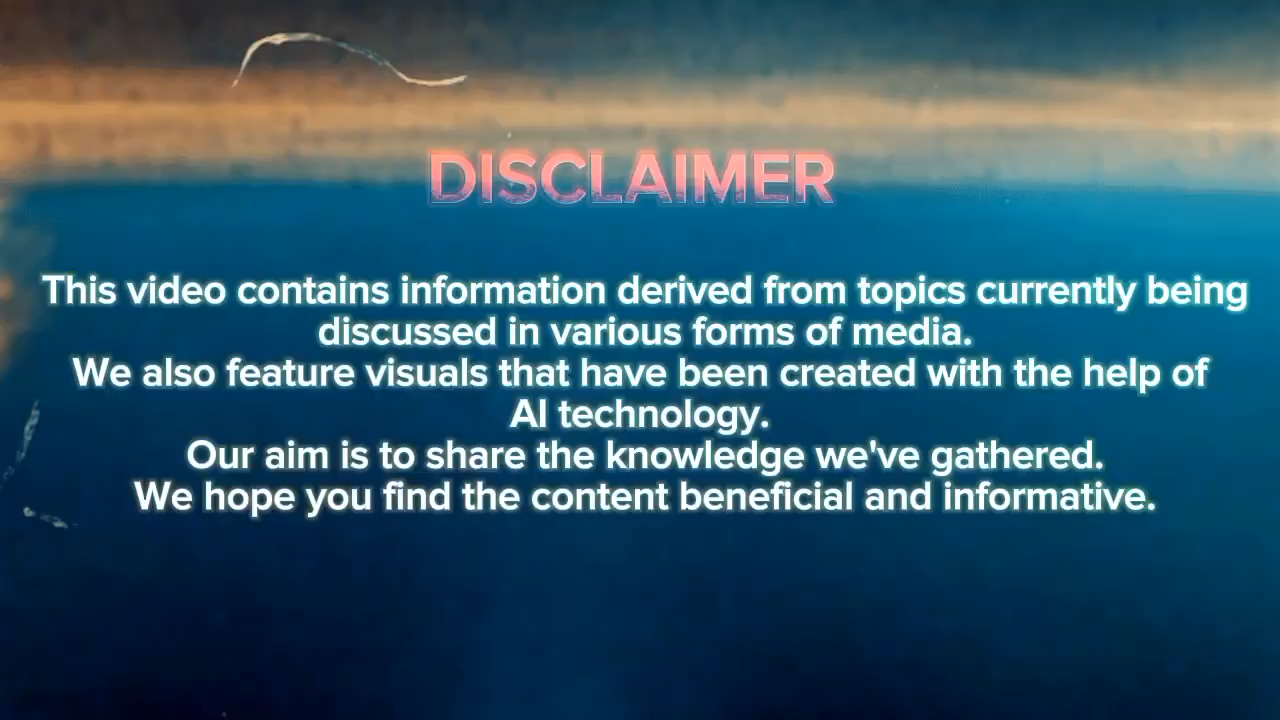 DISCLAIMER
This video contains information derived from topics currently being
discussed in various forms of media.
We also feature visuals that have been created with the help of
AI technology.
Our aim is to share the knowledge we've gathered.
We hope you find the content beneficial and informative.